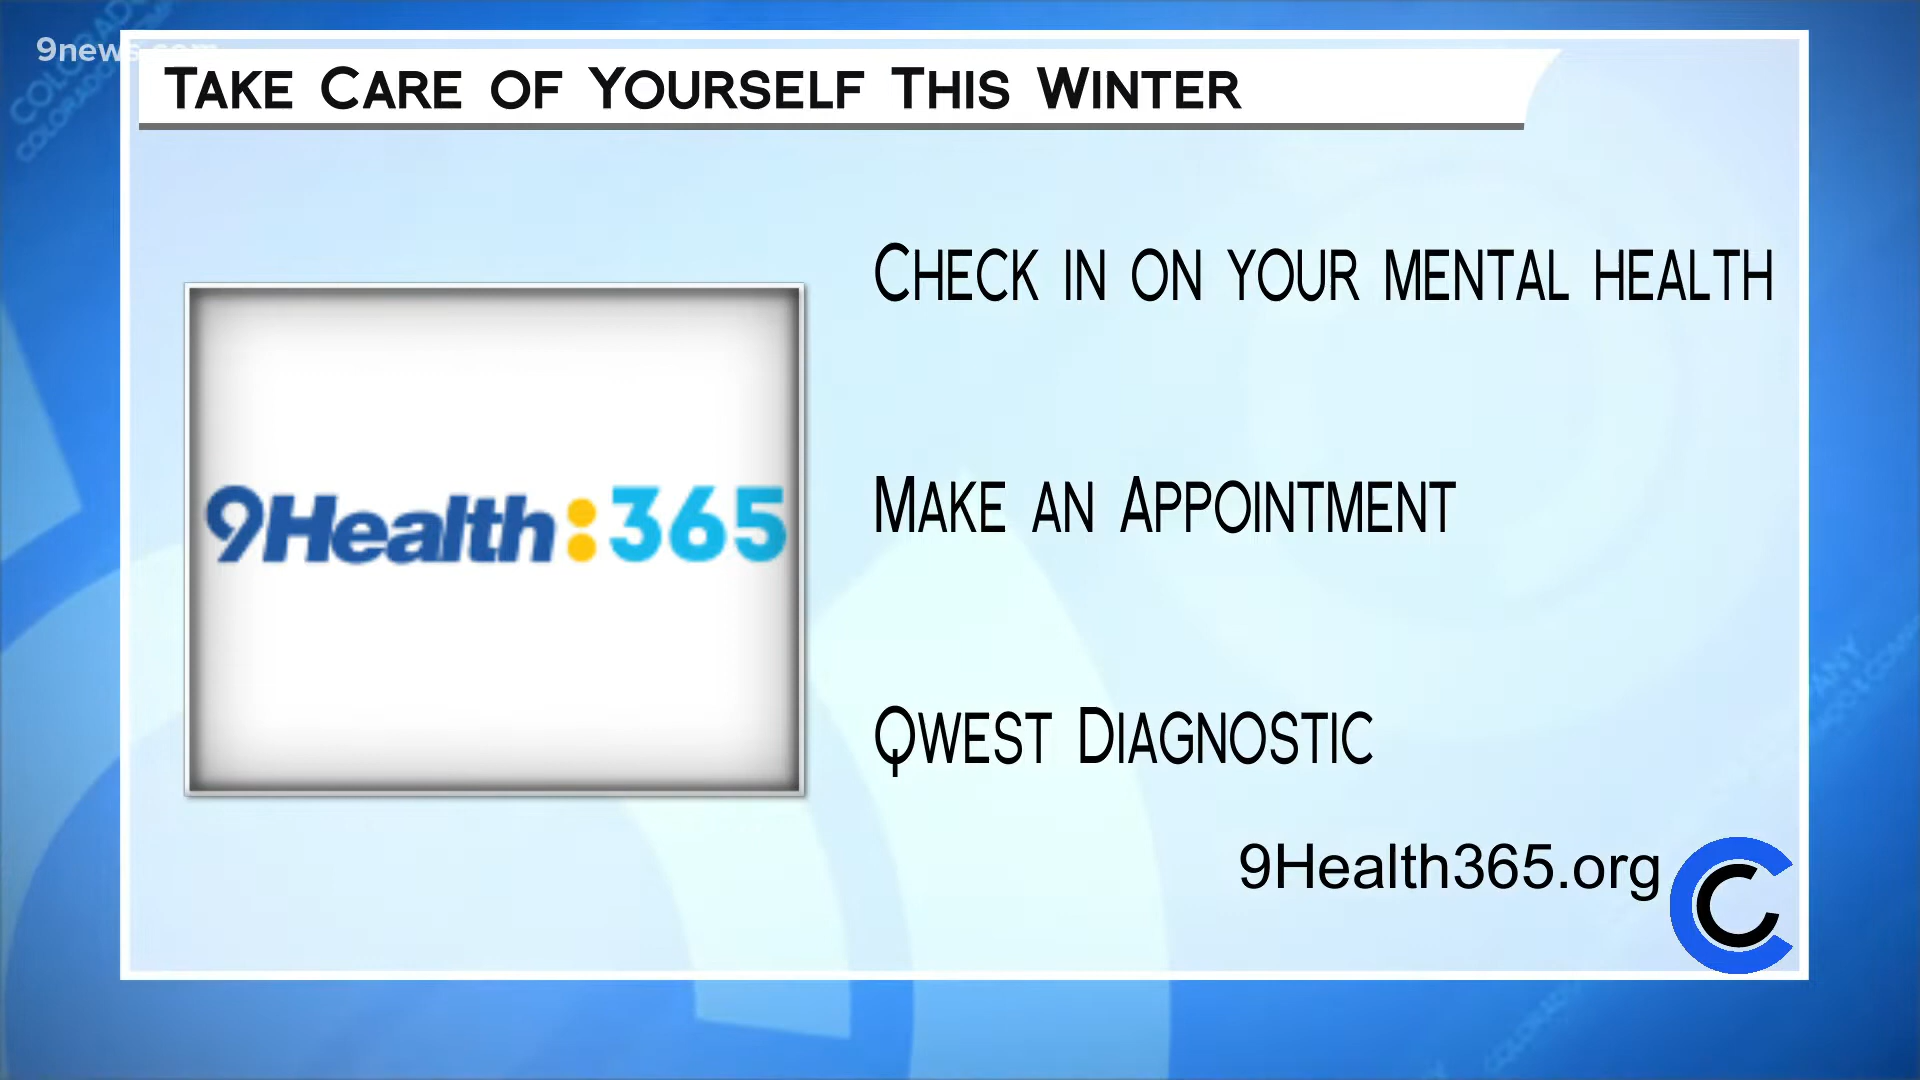 9news.com
Take Care of Yourself This Winter
Check in on your mental health
9Health:365
Make an Appointment
Qwest Diagnostic
9Health365.org